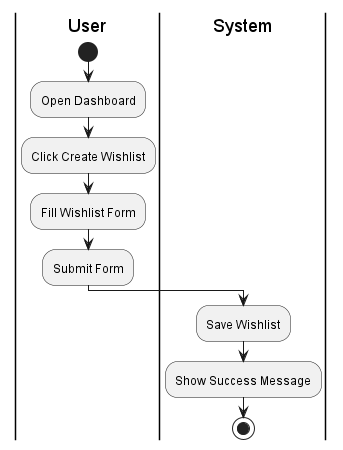 User
System
Open Dashboard
Click Create Wishlist
Fill Wishlist Form
Submit Form
Save Wishlist
Show Success Message